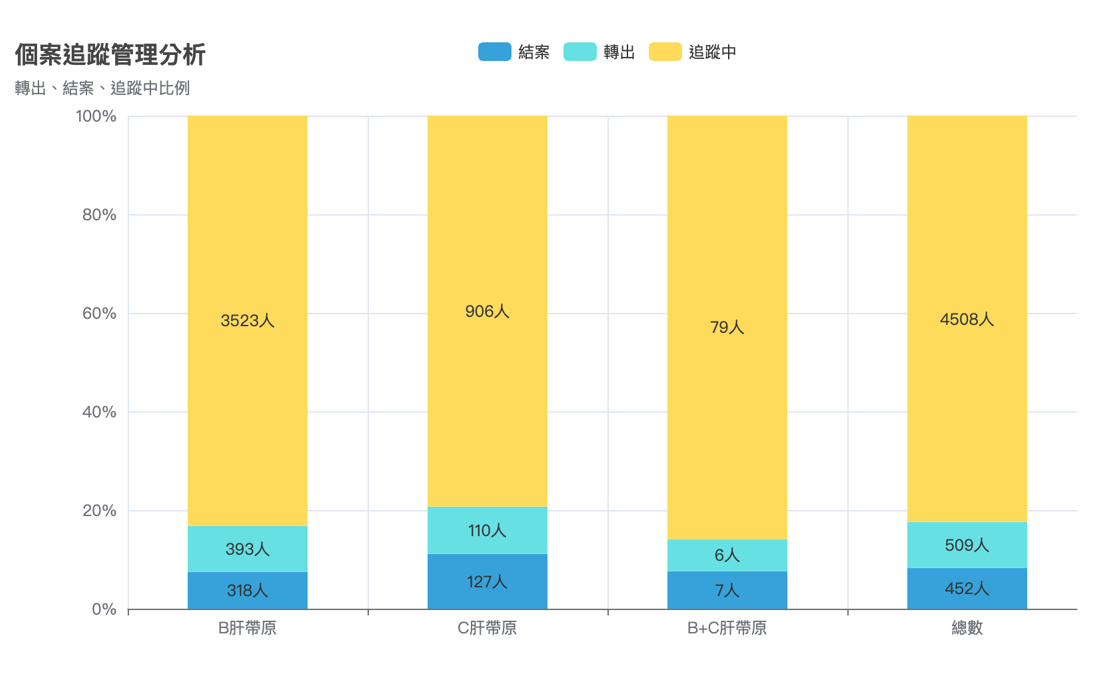 個案追蹤管理分析
轉出、結案、追蹤中比例
結案 轉出 追蹤中
100%
80%
60%
40%
20%
0%
3523人 906人 79人 4508人
393人 110人 6人 509人
318人 127人 7人 452人
B肝帶原 C肝帶原 B+C肝帶原 總數